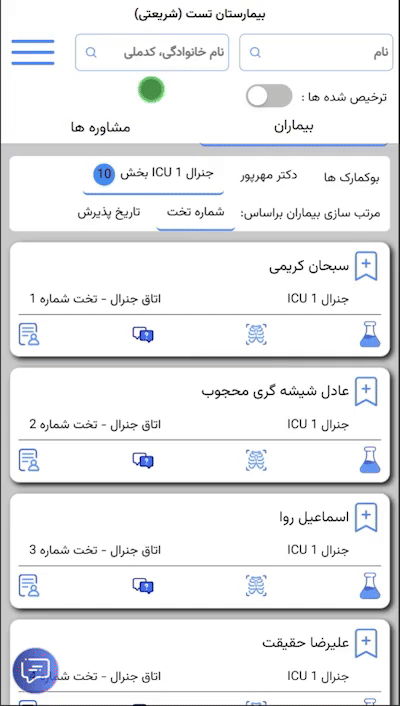 بیمارستان تست (شریعتی)
نام
نام خانوادگی، کدملی
ترخیص شده ها :
بیماران
مشاوره ها
بوکمارک ها
دکتر مهرپور
جنرال ICU 1 بخش 10
مرتب سازی بیماران براساس:
شماره تخت
تاریخ پذیرش
سبحان کریمی
جنرال ICU 1
اتاق جنرال - تخت شماره 1
عادل شیشه گری محجوب
جنرال ICU 1
اتاق جنرال - تخت شماره 2
اسماعیل روا
جنرال ICU 1
اتاق جنرال - تخت شماره 3
علیرضا حقیقت
جنرال ICU 1
اتاق جنرال - تخت شماره